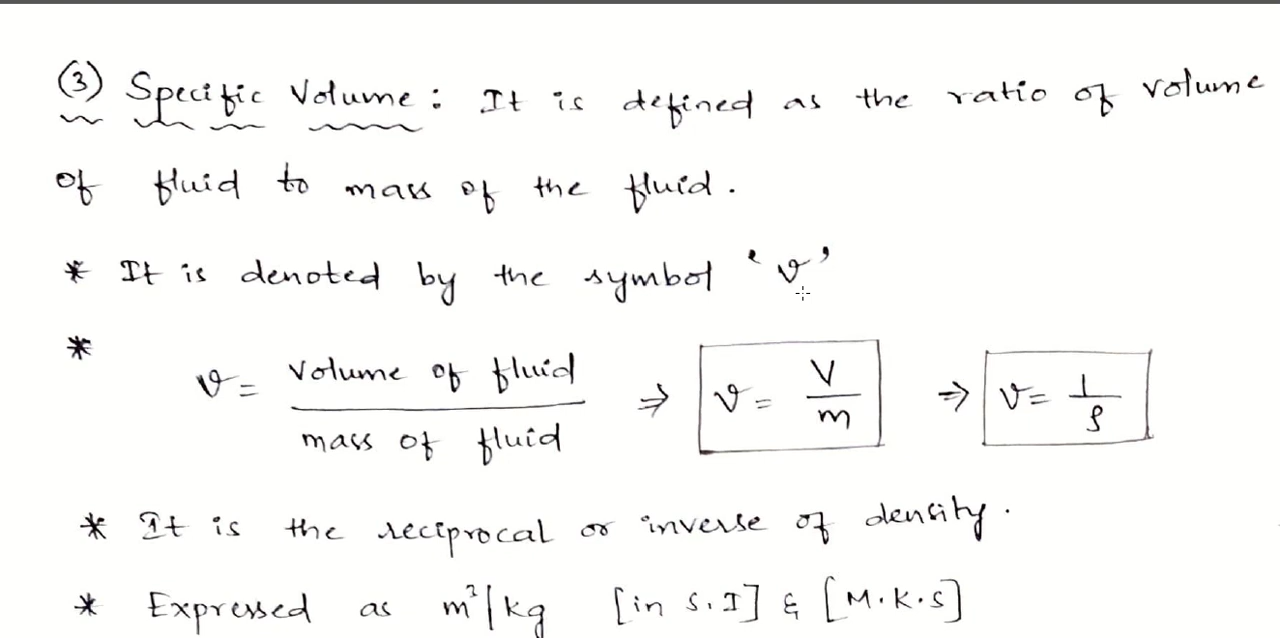 ③ Specific Volume: It is defined as the ratio of volume
of fluid to mass of the fluid.
* It is denoted by the symbol 'v'
* v = volume of fluid / mass of fluid ⇒ v = V / m ⇒ v = 1 / ρ
* It is the reciprocal or inverse of density.
* Expressed as m³/kg [in S.I] & [M.K.S]